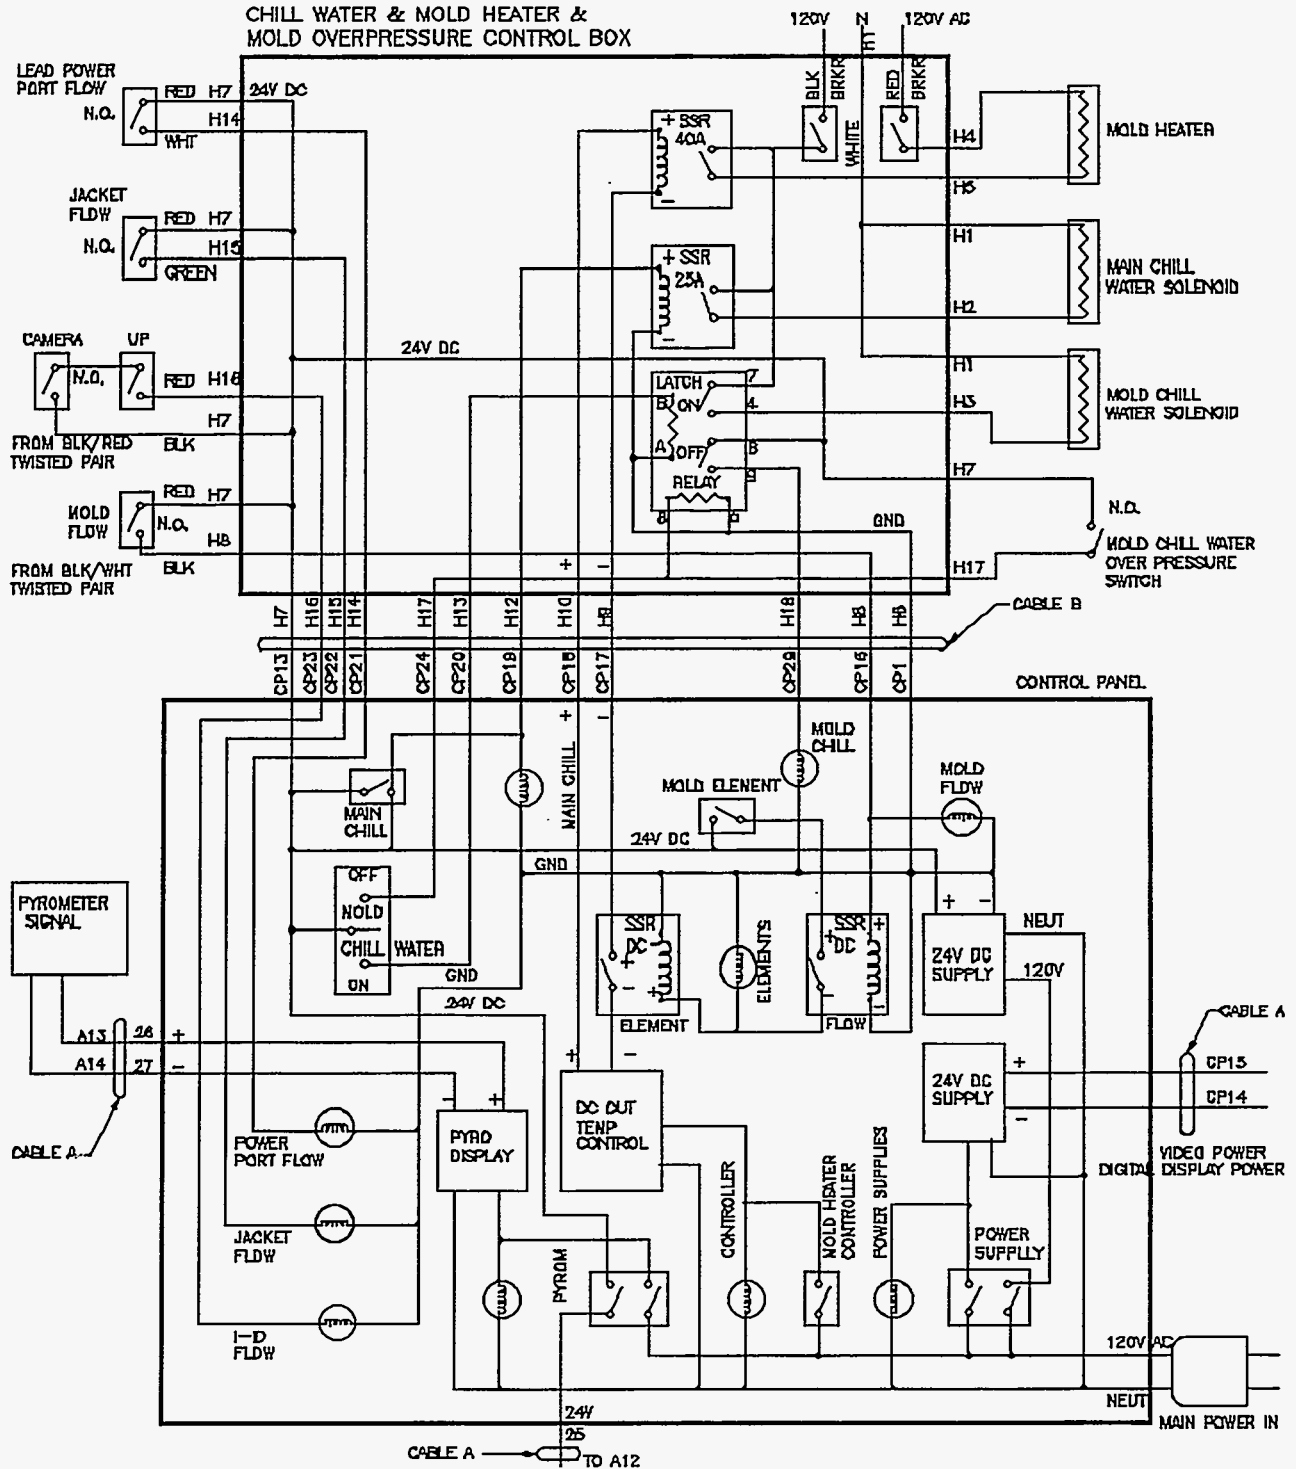 CHILL WATER & MOLD HEATER &
MOLD OVERPRESSURE CONTROL BOX
120V
N
H1
120V AC
LEAD POWER
PORT FLOW
N.O.
RED H7
24V DC
H14
WHT
BLK
BRKR
RED
BRKR
WHITE
+ SSR
40A
-
H4
H5
MOLD HEATER
JACKET
FLOW
N.O.
RED H7
H15
GREEN
+ SSR
25A
-
H1
H2
MAIN CHILL
WATER SOLENOID
CAMERA
UP
N.O.
RED H16
H7
BLK
FROM BLK/RED
TWISTED PAIR
24V DC
LATCH
7
B
ON
4
A
OFF
B
RELAY
H1
H3
MOLD CHILL
WATER SOLENOID
H7
MOLD
FLOW
RED H7
N.O.
H8
BLK
FROM BLK/WHT
TWISTED PAIR
GND
+
-
H17
N.O.
MOLD CHILL WATER
OVER PRESSURE
SWITCH
H7
H16
H15
H14
H17
H13
H12
H10
H9
H18
H8
H6
CABLE B
CP13
CP23
CP22
CP21
CP24
CP20
CP19
CP18
CP17
CP29
CP16
CP1
CONTROL PANEL
+
-
MAIN CHILL
MOLD
CHILL
MOLD ELEMENT
MOLD
FLOW
MAIN
CHILL
24V DC
GND
OFF
MOLD
CHILL WATER
ON
GND
24V DC
PYROMETER
SIGNAL
SSR
DC
+
-
+
ELEMENT
ELEMENTS
SSR
+
DC
+
-
-
FLOW
+ -
24V DC
SUPPLY
NEUT
120V
CABLE A
A13 26 +
A14 27 -
CABLE A
+ -
DC OUT
TEMP
CONTROL
- +
PYRO
DISPLAY
24V DC
SUPPLY
+
-
CP15
CP14
VIDEO POWER
DIGITAL DISPLAY POWER
POWER
PORT FLOW
JACKET
FLOW
I-D
FLOW
PYROM
CONTROLLER
MOLD HEATER
CONTROLLER
POWER SUPPLIES
POWER
SUPPLLY
120V AC
NEUT
MAIN POWER IN
24V
25
CABLE A
TO A12